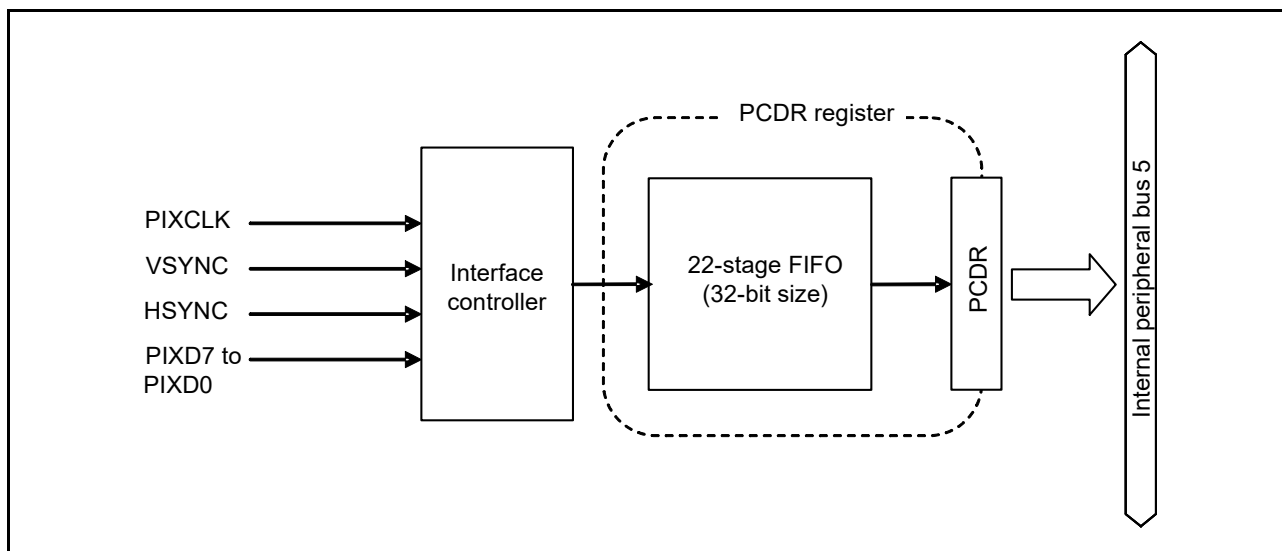 PCDR register
PIXCLK
VSYNC
HSYNC
PIXD7 to
PIXD0
Interface
controller
22-stage FIFO
(32-bit size)
PCDR
Internal peripheral bus 5